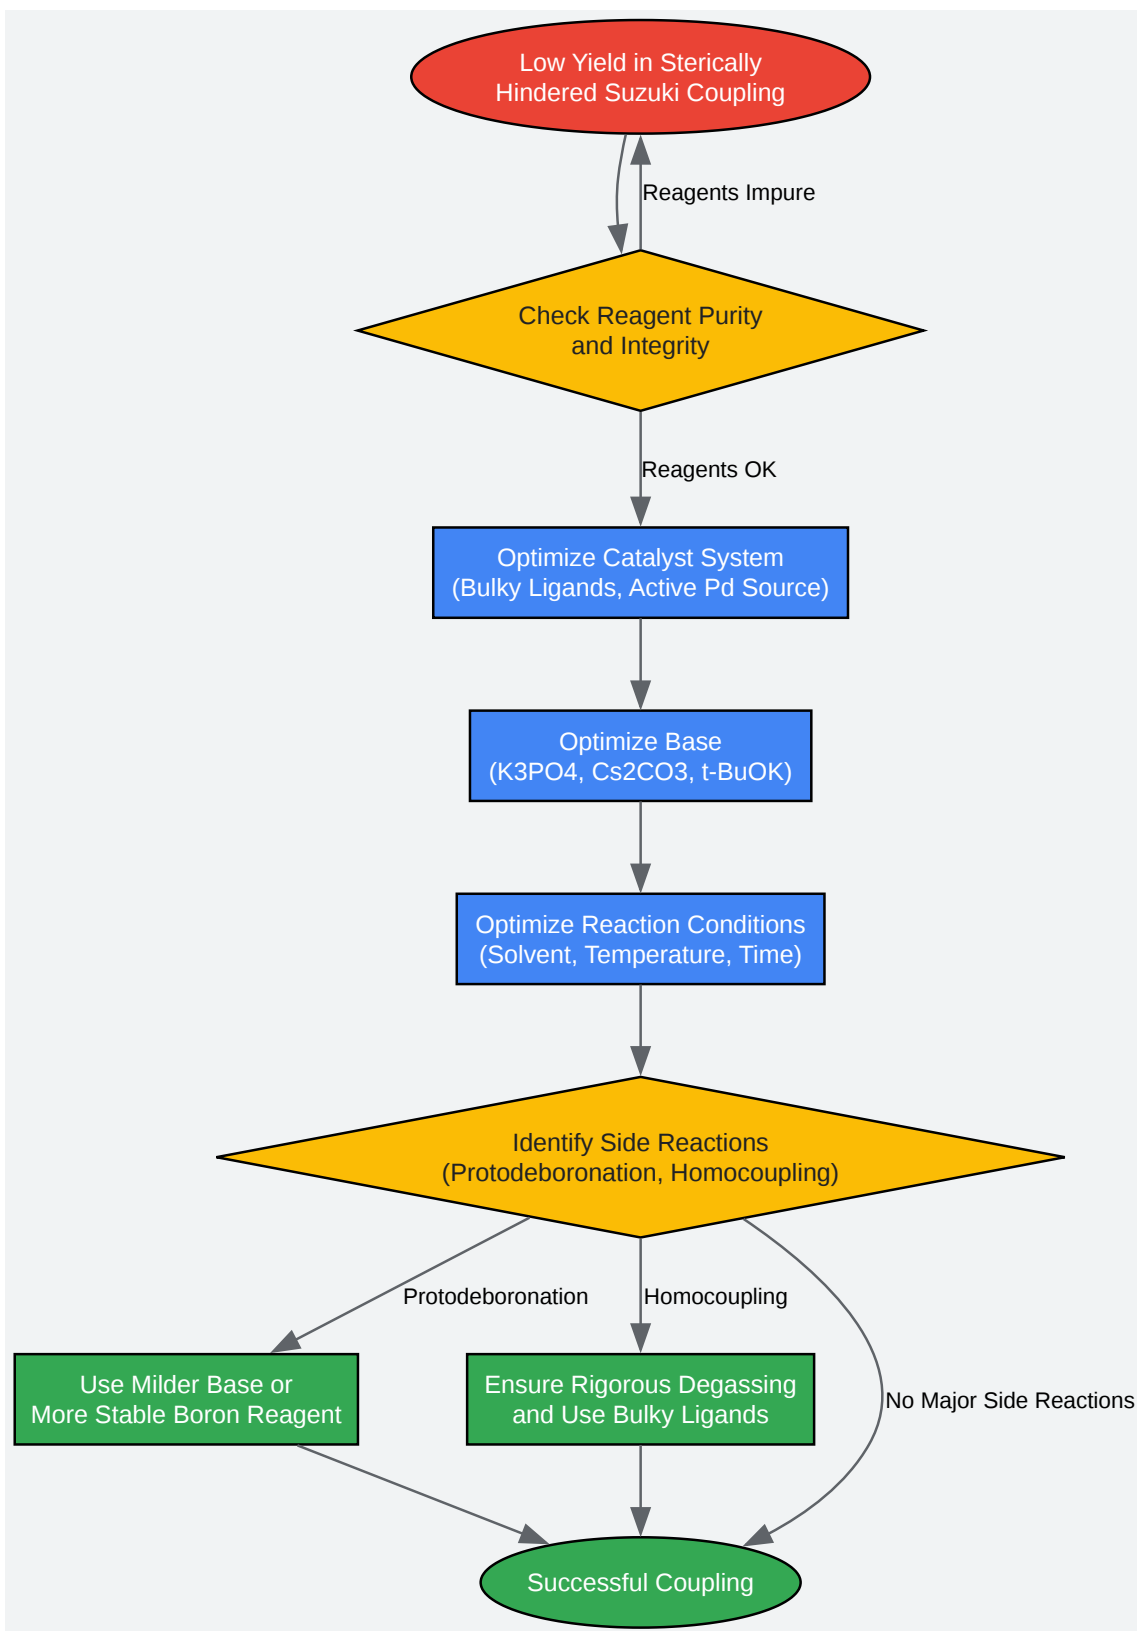 Low Yield in Sterically
Hindered Suzuki Coupling
Reagents Impure
Check Reagent Purity
and Integrity
Reagents OK
Optimize Catalyst System
(Bulky Ligands, Active Pd Source)
Optimize Base
(K3PO4, Cs2CO3, t-BuOK)
Optimize Reaction Conditions
(Solvent, Temperature, Time)
Identify Side Reactions
(Protodeboronation, Homocoupling)
Protodeboronation
Homocoupling
Use Milder Base or
More Stable Boron Reagent
Ensure Rigorous Degassing
and Use Bulky Ligands
No Major Side Reactions
Successful Coupling